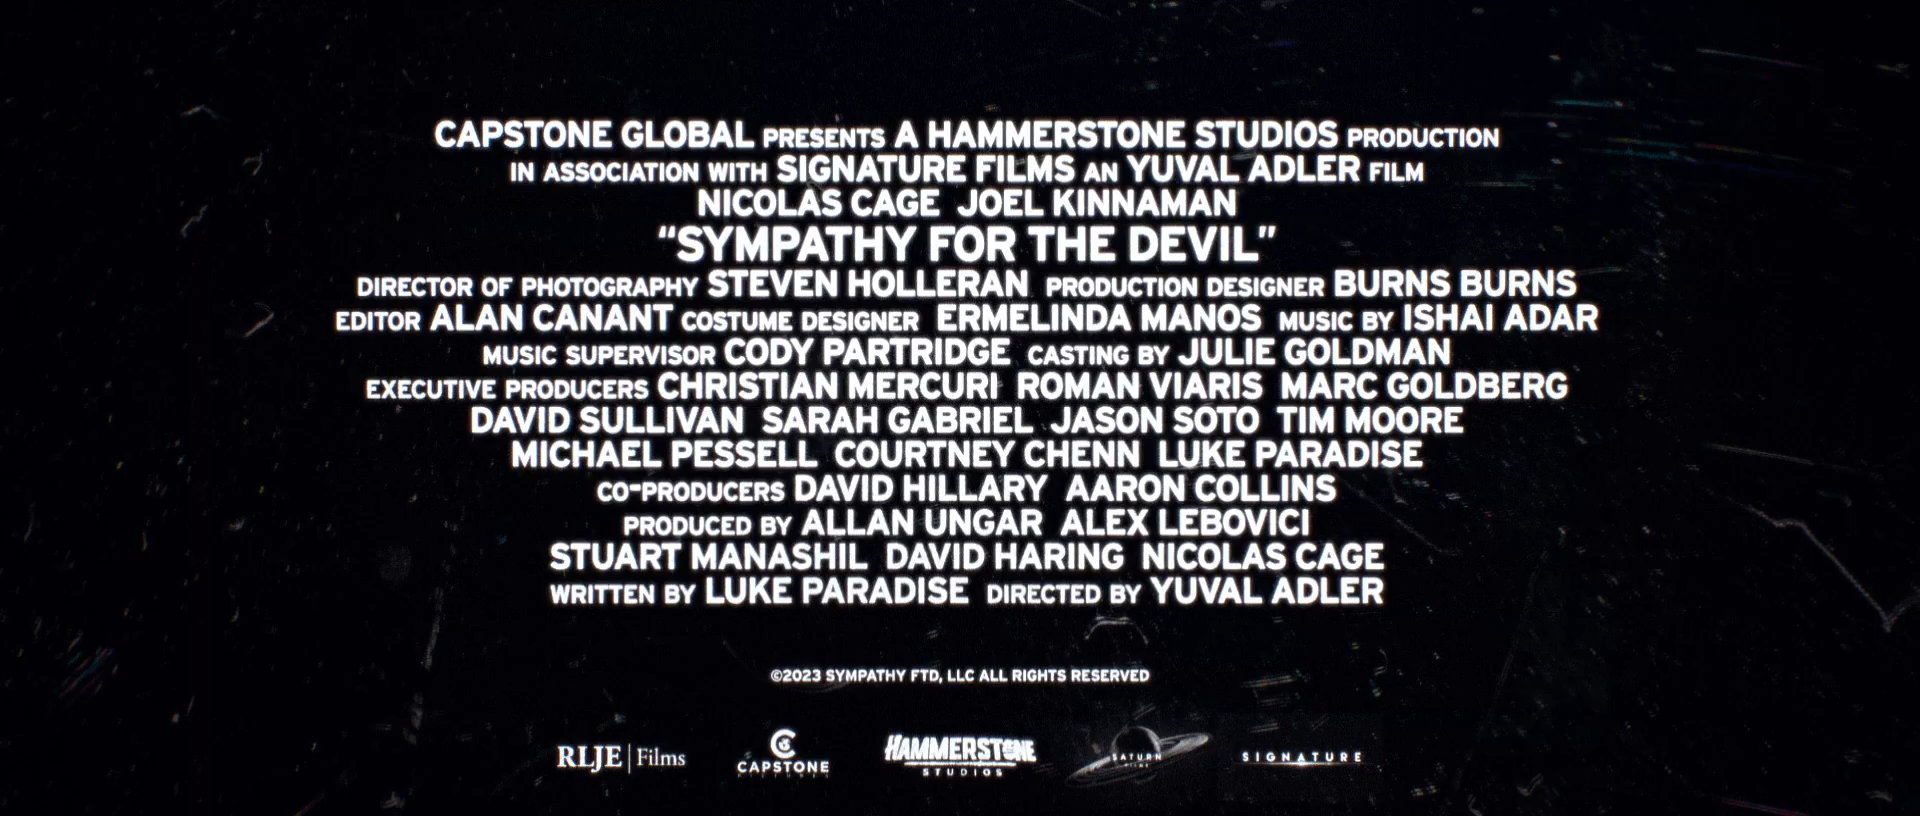 CAPSTONE GLOBAL PRESENTS A HAMMERSTONE STUDIOS PRODUCTION
IN ASSOCIATION WITH SIGNATURE FILMS AN YUVAL ADLER FILM
NICOLAS CAGE JOEL KINNAMAN
“SYMPATHY FOR THE DEVIL”
DIRECTOR OF PHOTOGRAPHY STEVEN HOLLERAN PRODUCTION DESIGNER BURNS BURNS
EDITOR ALAN CANANT COSTUME DESIGNER ERMELINDA MANOS MUSIC BY ISHAI ADAR
MUSIC SUPERVISOR CODY PARTRIDGE CASTING BY JULIE GOLDMAN
EXECUTIVE PRODUCERS CHRISTIAN MERCURI ROMAN VIARIS MARC GOLDBERG
DAVID SULLIVAN SARAH GABRIEL JASON SOTO TIM MOORE
MICHAEL PESSELL COURTNEY CHENN LUKE PARADISE
CO-PRODUCERS DAVID HILLARY AARON COLLINS
PRODUCED BY ALLAN UNGAR ALEX LEBOVICI
STUART MANASHIL DAVID HARING NICOLAS CAGE
WRITTEN BY LUKE PARADISE DIRECTED BY YUVAL ADLER
©2023 SYMPATHY FTD, LLC ALL RIGHTS RESERVED
RLJE | Films CAPSTONE HAMMERSTONE STUDIOS SATURN SIGNATURE